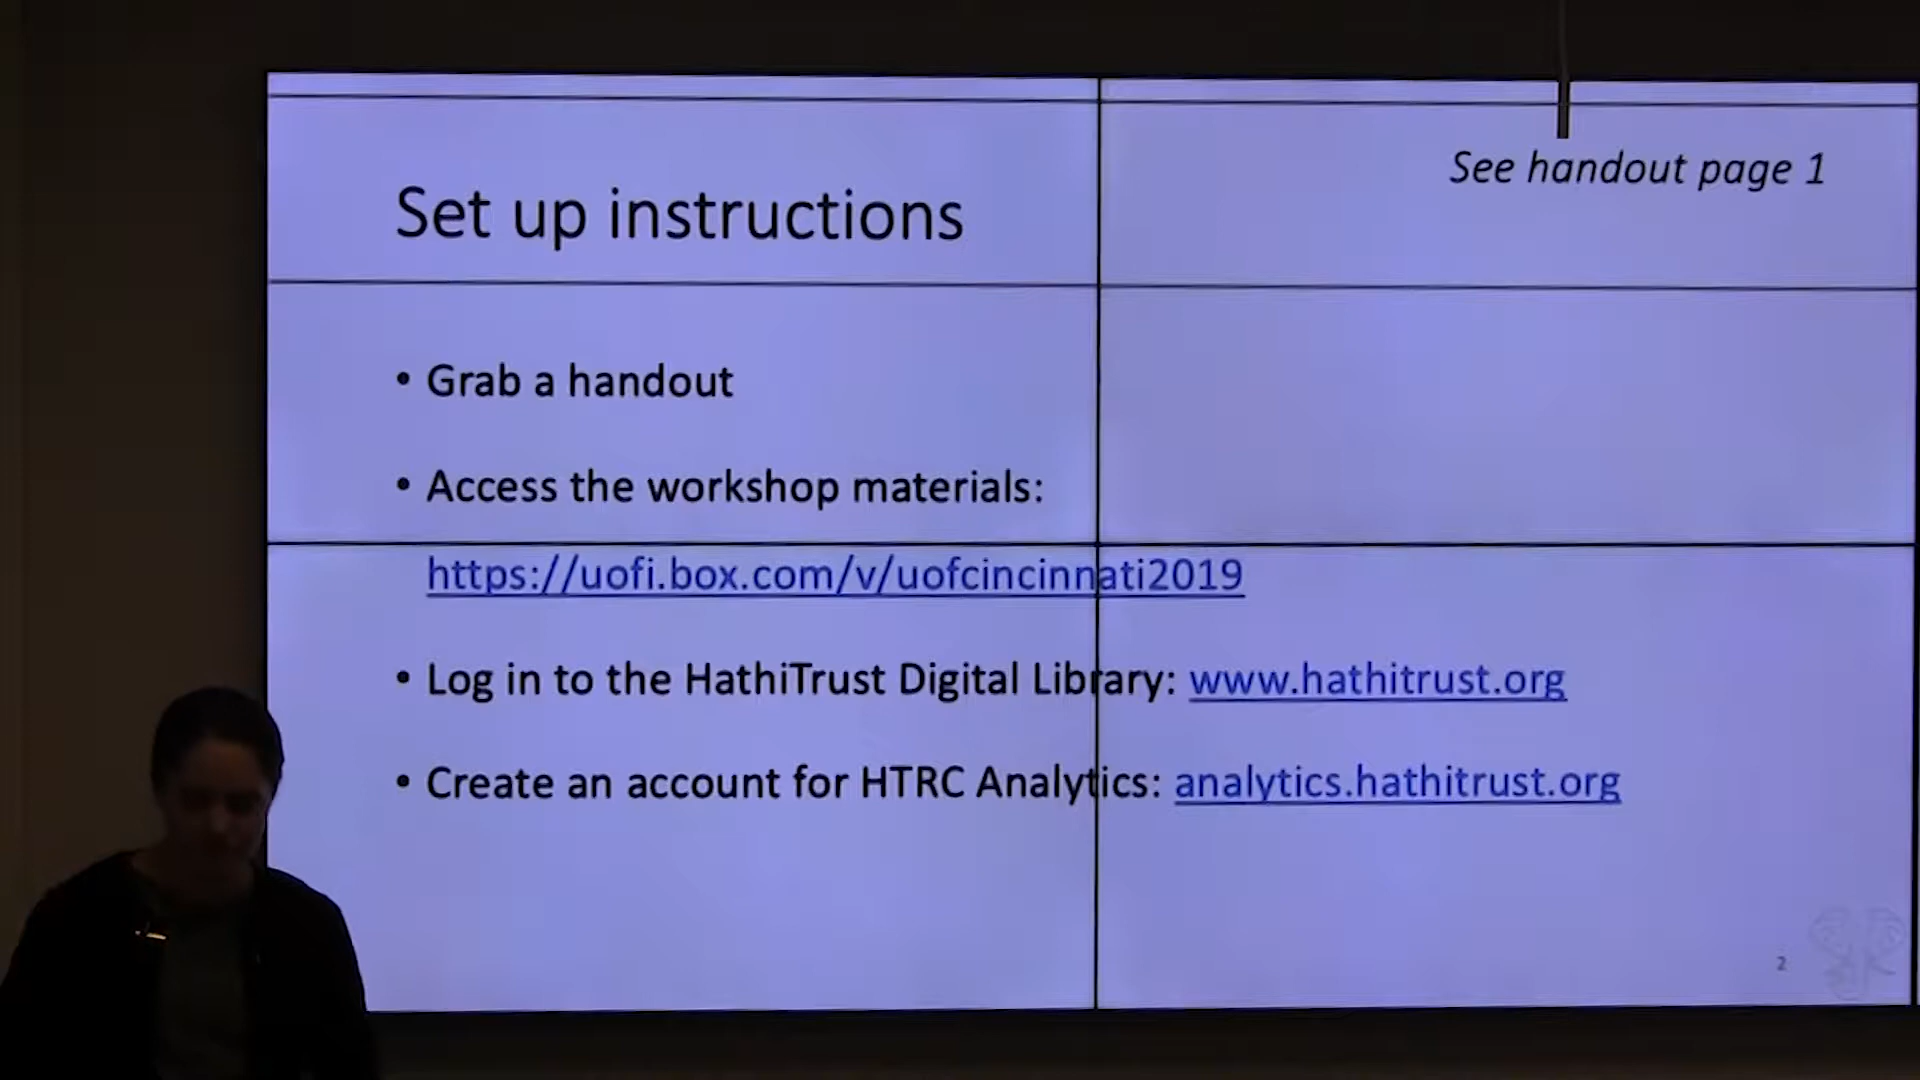 See handout page 1
Set up instructions
• Grab a handout
• Access the workshop materials:
https://uofi.box.com/v/uofcincinnati2019
• Log in to the HathiTrust Digital Library: www.hathitrust.org
• Create an account for HTRC Analytics: analytics.hathitrust.org
2